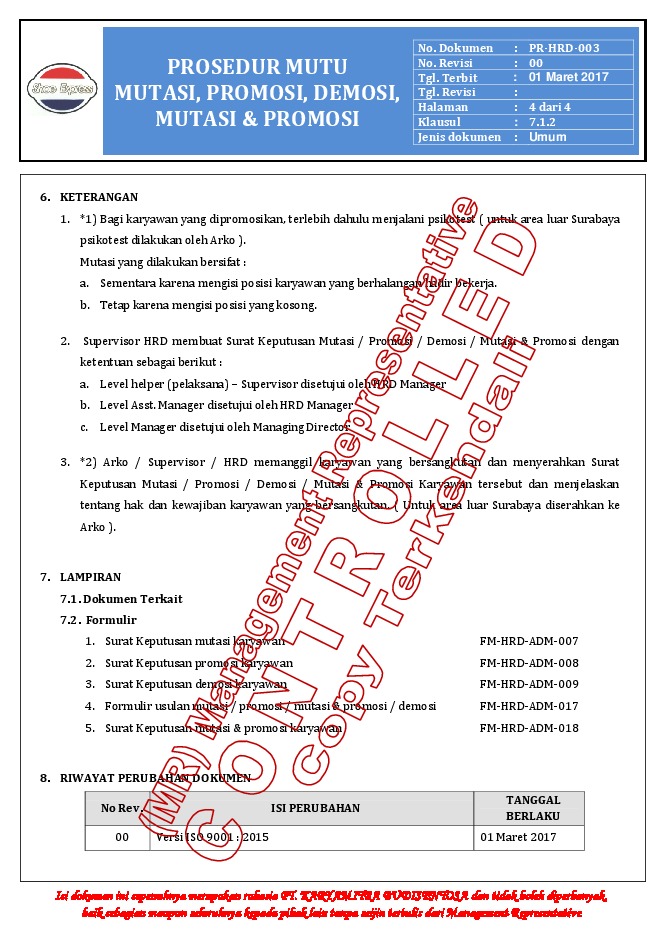 Shoes Express
PROSEDUR MUTU
MUTASI, PROMOSI, DEMOSI,
MUTASI & PROMOSI
No. Dokumen : PR-HRD-003
No. Revisi : 00
Tgl. Terbit : 01 Maret 2017
Tgl. Revisi :
Halaman : 4 dari 4
Klausul : 7.1.2
Jenis dokumen : Umum
6. KETERANGAN
1. *1) Bagi karyawan yang dipromosikan, terlebih dahulu menjalani psikotest ( untuk area luar Surabaya
psikotest dilakukan oleh Arko ).
Mutasi yang dilakukan bersifat :
a. Sementara karena mengisi posisi karyawan yang berhalangan hadir bekerja.
b. Tetap karena mengisi posisi yang kosong.
2. Supervisor HRD membuat Surat Keputusan Mutasi / Promosi / Demosi / Mutasi & Promosi dengan
ketentuan sebagai berikut :
a. Level helper (pelaksana) – Supervisor disetujui oleh HRD Manager
b. Level Asst. Manager disetujui oleh HRD Manager
c. Level Manager disetujui oleh Managing Director
3. *2) Arko / Supervisor / HRD memanggil karyawan yang bersangkutan dan menyerahkan Surat
Keputusan Mutasi / Promosi / Demosi / Mutasi & Promosi Karyawan tersebut dan menjelaskan
tentang hak dan kewajiban karyawan yang bersangkutan. ( Untuk area luar Surabaya diserahkan ke
Arko ).
7. LAMPIRAN
7.1. Dokumen Terkait
7.2. Formulir
1. Surat Keputusan mutasi karyawan FM-HRD-ADM-007
2. Surat Keputusan promosi karyawan FM-HRD-ADM-008
3. Surat Keputusan demosi karyawan FM-HRD-ADM-009
4. Formulir usulan mutasi / promosi / mutasi & promosi / demosi FM-HRD-ADM-017
5. Surat Keputusan mutasi & promosi karyawan FM-HRD-ADM-018
8. RIWAYAT PERUBAHAN DOKUMEN
No Rev. ISI PERUBAHAN TANGGAL
BERLAKU
00 Versi ISO 9001 : 2015 01 Maret 2017
(MR) Management Representative
CONTROLLED
Copy Terkendali
Isi dokumen ini sepenuhnya merupakan rahasia PT. KARYAMITRA BUDISENTOSA dan tidak boleh diperbanyak,
baik sebagian maupun seluruhnya kepada pihak lain tanpa seijin tertulis dari Management Representative